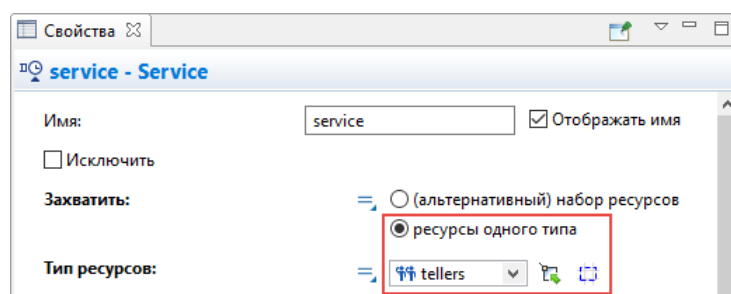 Свойства
service - Service
Имя: service Отображать имя
Исключить
Захватить: (альтернативный) набор ресурсов
ресурсы одного типа
Тип ресурсов: tellers